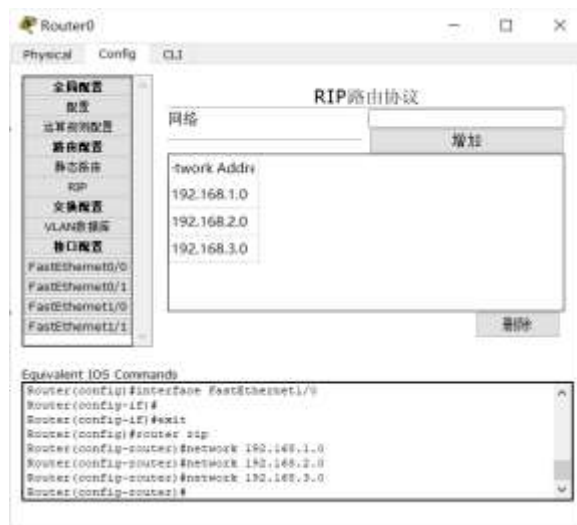 Router0
Physical Config CLI
全局配置
配置
运算规则配置
路由配置
静态路由
RIP
交换配置
VLAN数据库
接口配置
FastEthernet0/0
FastEthernet0/1
FastEthernet1/0
FastEthernet1/1
RIP路由协议
网络
增加
twork Addre
192.168.1.0
192.168.2.0
192.168.3.0
删除
Equivalent IOS Commands
Router(config)#interface FastEthernet1/0
Router(config-if)#
Router(config-if)#exit
Router(config)#router rip
Router(config-router)#network 192.168.1.0
Router(config-router)#network 192.168.2.0
Router(config-router)#network 192.168.3.0
Router(config-router)#